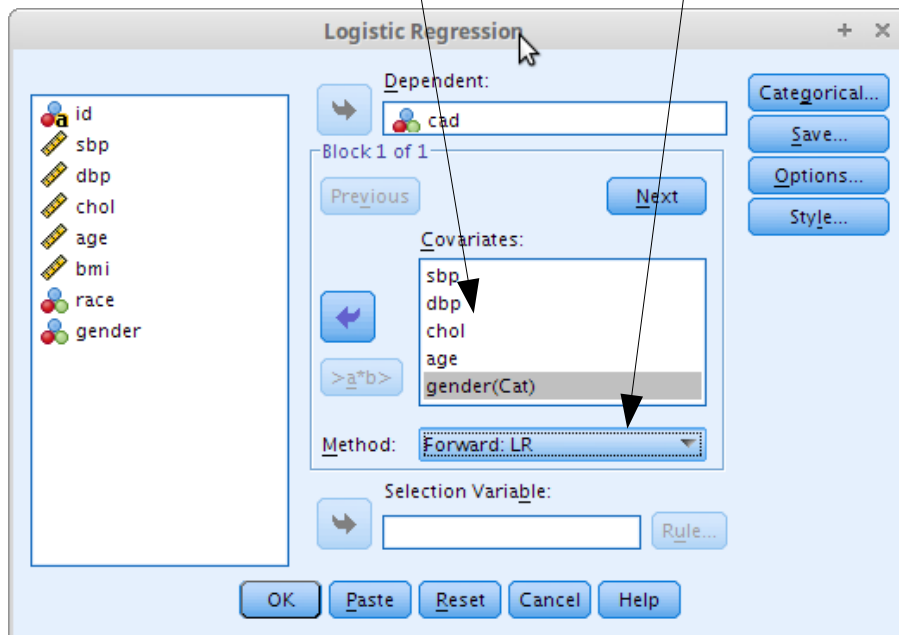 Logistic Regression
id
sbp
dbp
chol
age
bmi
race
gender
Dependent:
cad
Block 1 of 1
Previous
Next
Covariates:
sbp
dbp
chol
age
gender(Cat)
>a*b>
Method:
Forward: LR
Selection Variable:
Rule...
Categorical...
Save...
Options...
Style...
OK
Paste
Reset
Cancel
Help